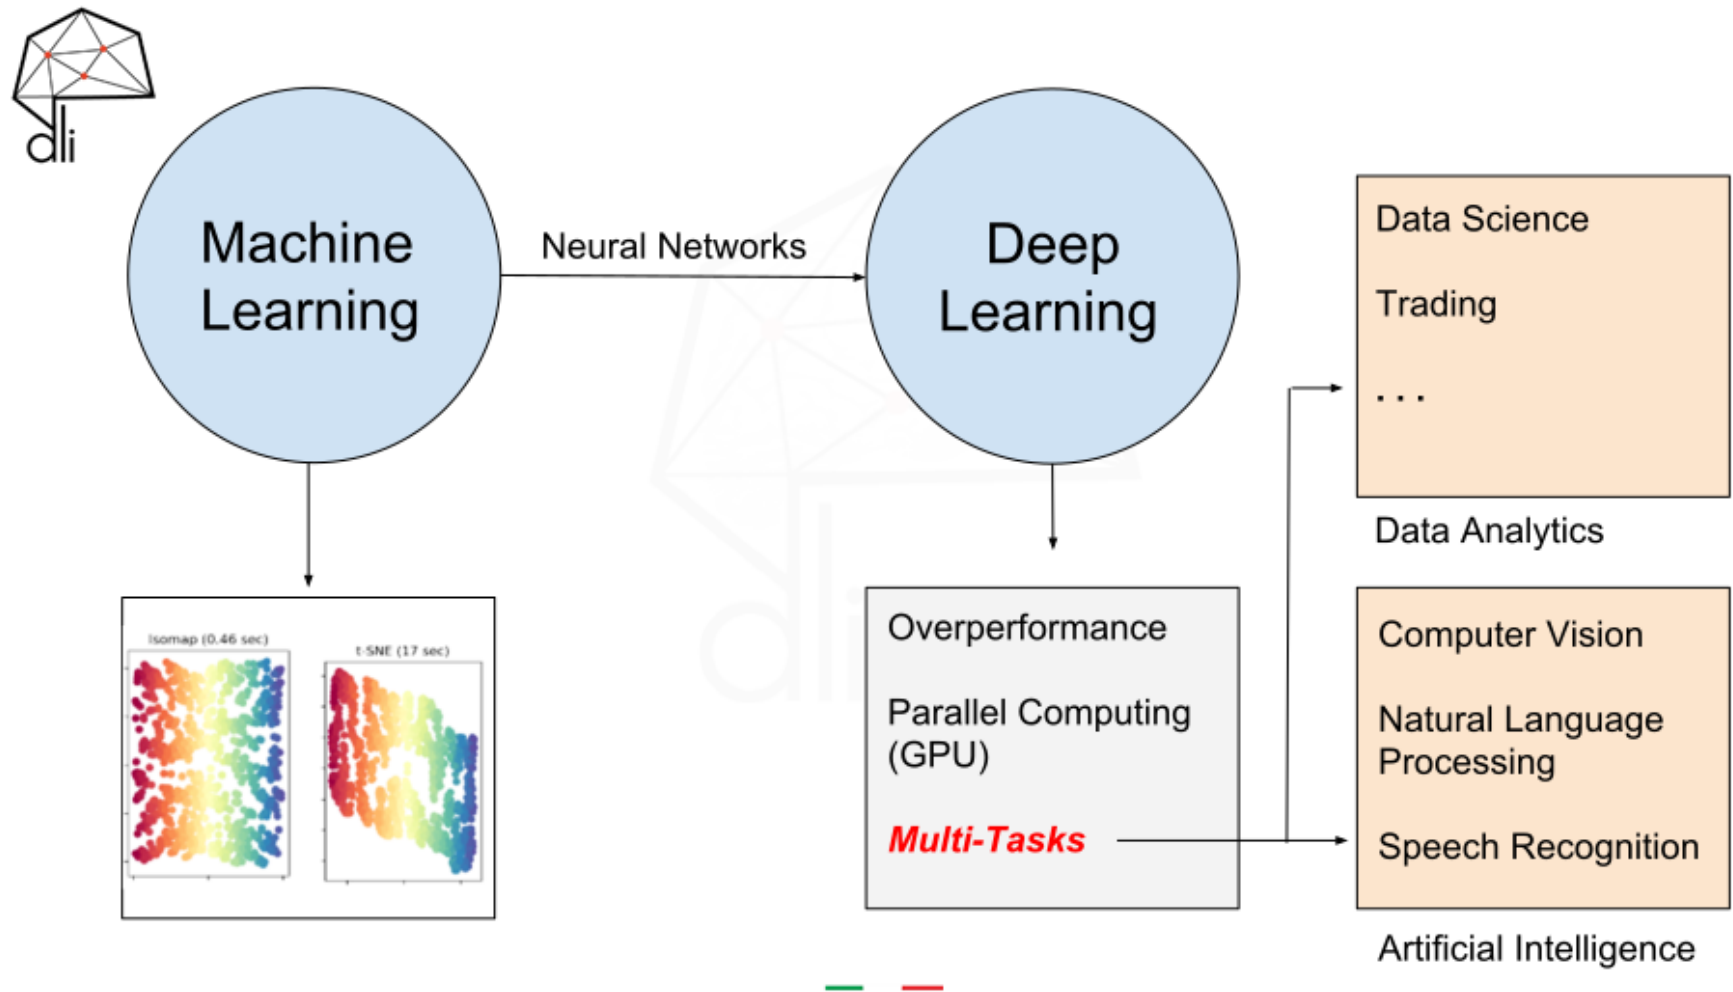 dli
Machine
Learning
Neural Networks
Deep
Learning
Data Science
Trading
. . .
Data Analytics
Isomap (0.46 sec)
t-SNE (17 sec)
Overperformance
Parallel Computing
(GPU)
Multi-Tasks
Computer Vision
Natural Language
Processing
Speech Recognition
Artificial Intelligence
dli